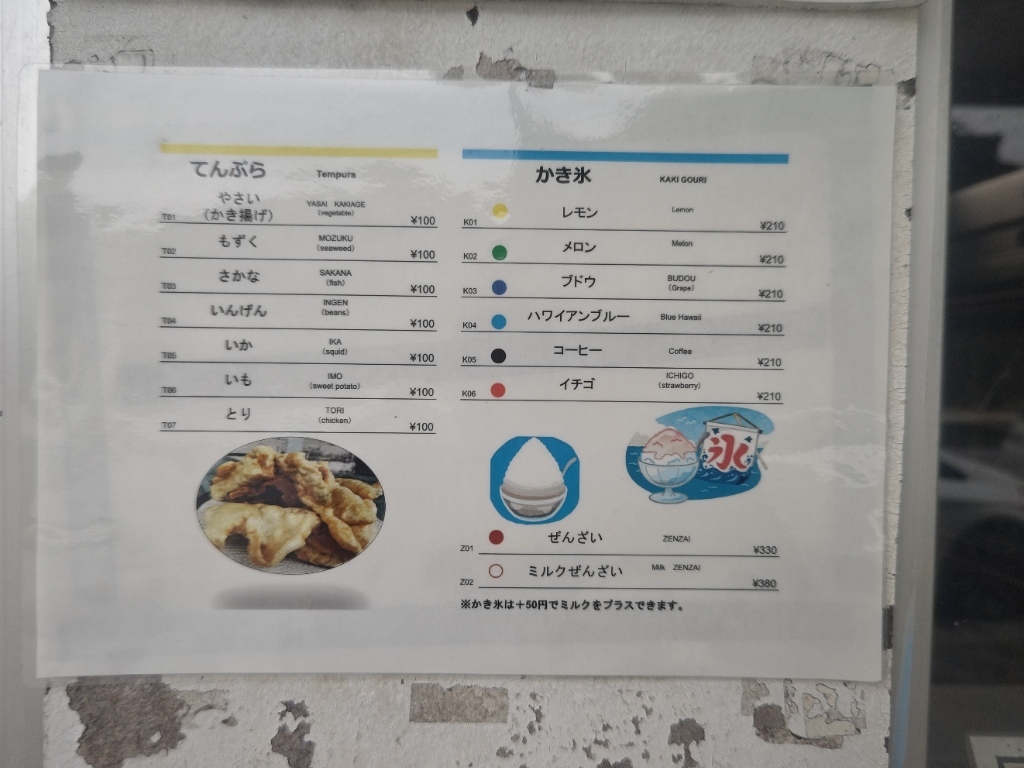 てんぷら Tempura
T01 やさい（かき揚げ） YASAI KAKIAGE (vegetable) ¥100
T02 もずく MOZUKU (seaweed) ¥100
T03 さかな SAKANA (fish) ¥100
T04 いんげん INGEN (beans) ¥100
T05 いか IKA (squid) ¥100
T06 いも IMO (sweet potato) ¥100
T07 とり TORI (chicken) ¥100
かき氷 KAKI GOURI
K01 レモン Lemon ¥210
K02 メロン Melon ¥210
K03 ブドウ BUDOU (Grape) ¥210
K04 ハワイアンブルー Blue Hawaii ¥210
K05 コーヒー Coffee ¥210
K06 イチゴ ICHIGO (strawberry) ¥210
氷
Z01 ぜんざい ZENZAI ¥330
Z02 ミルクぜんざい Milk ZENZAI ¥380
※かき氷は＋50円でミルクをプラスできます。